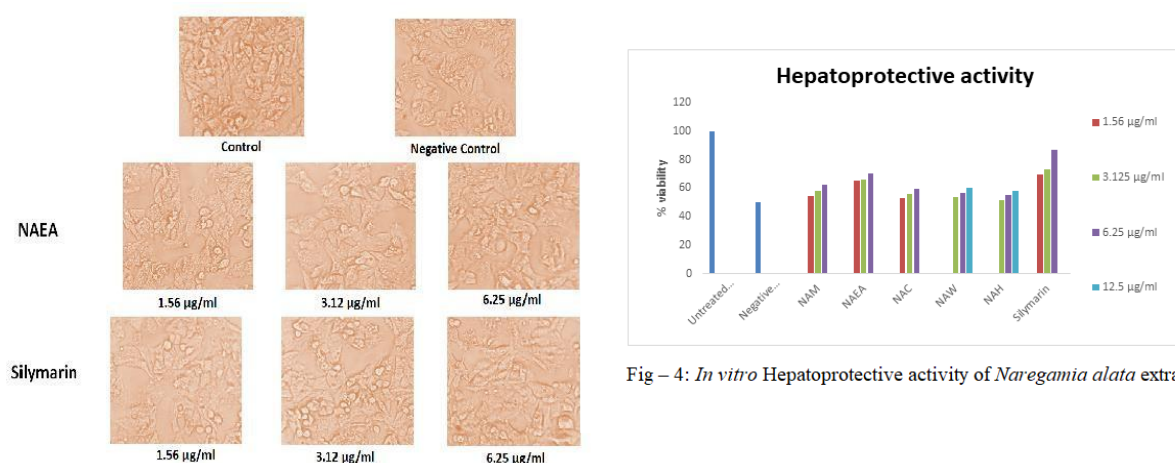 Control
Negative Control
NAEA
1.56 µg/ml
3.12 µg/ml
6.25 µg/ml
Silymarin
1.56 µg/ml
3.12 µg/ml
6.25 µg/ml
Hepatoprotective activity
% viability
120
100
80
60
40
20
0
Untreated...
Negative...
NAM
NAEA
NAC
NAW
NAH
Silymarin
1.56 µg/ml
3.125 µg/ml
6.25 µg/ml
12.5 µg/ml
Fig – 4: In vitro Hepatoprotective activity of Naregamia alata extra